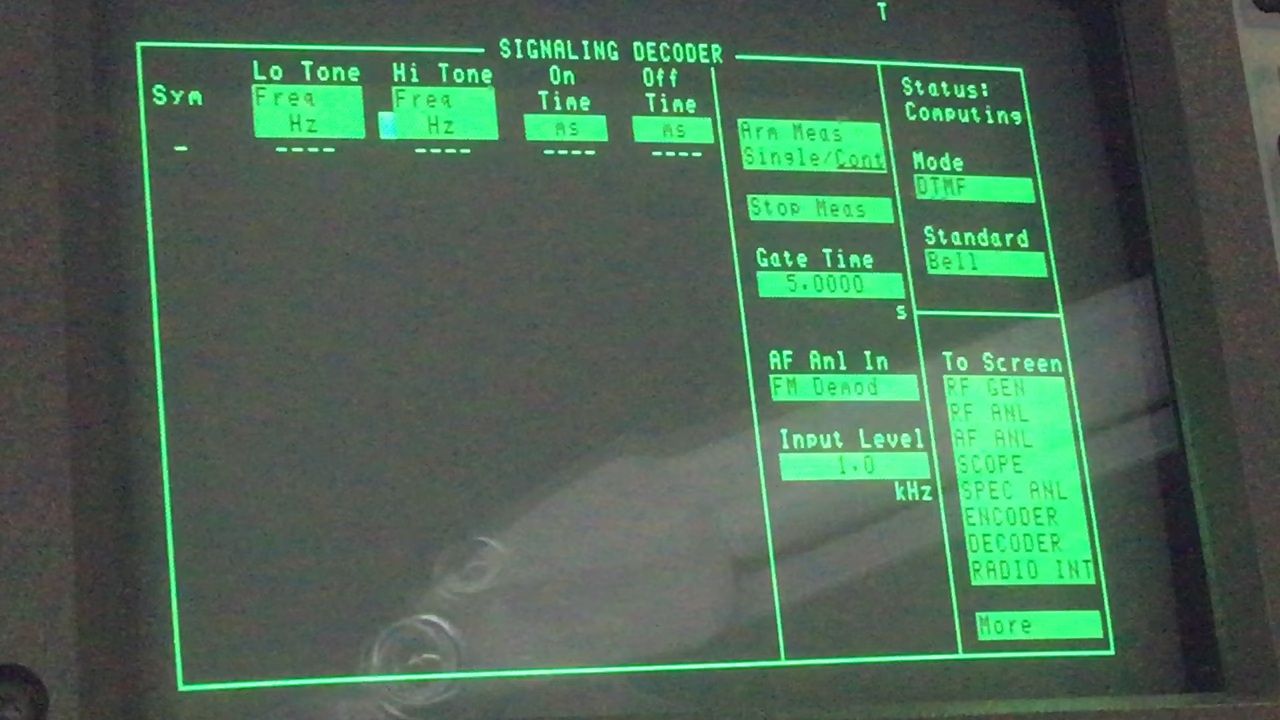 T
SIGNALING DECODER
Sym
Lo Tone
Freq
Hz
Hi Tone
Freq
Hz
On
Time
ms
Off
Time
ms
- ---- ---- ---- ----
Arm Meas
Single/Cont
Stop Meas
Gate Time
5.0000
s
AF Anl In
FM Demod
Input Level
1.0
kHz
Status:
Computing
Mode
DTMF
Standard
Bell
To Screen
RF GEN
RF ANL
AF ANL
SCOPE
SPEC ANL
ENCODER
DECODER
RADIO INT
More